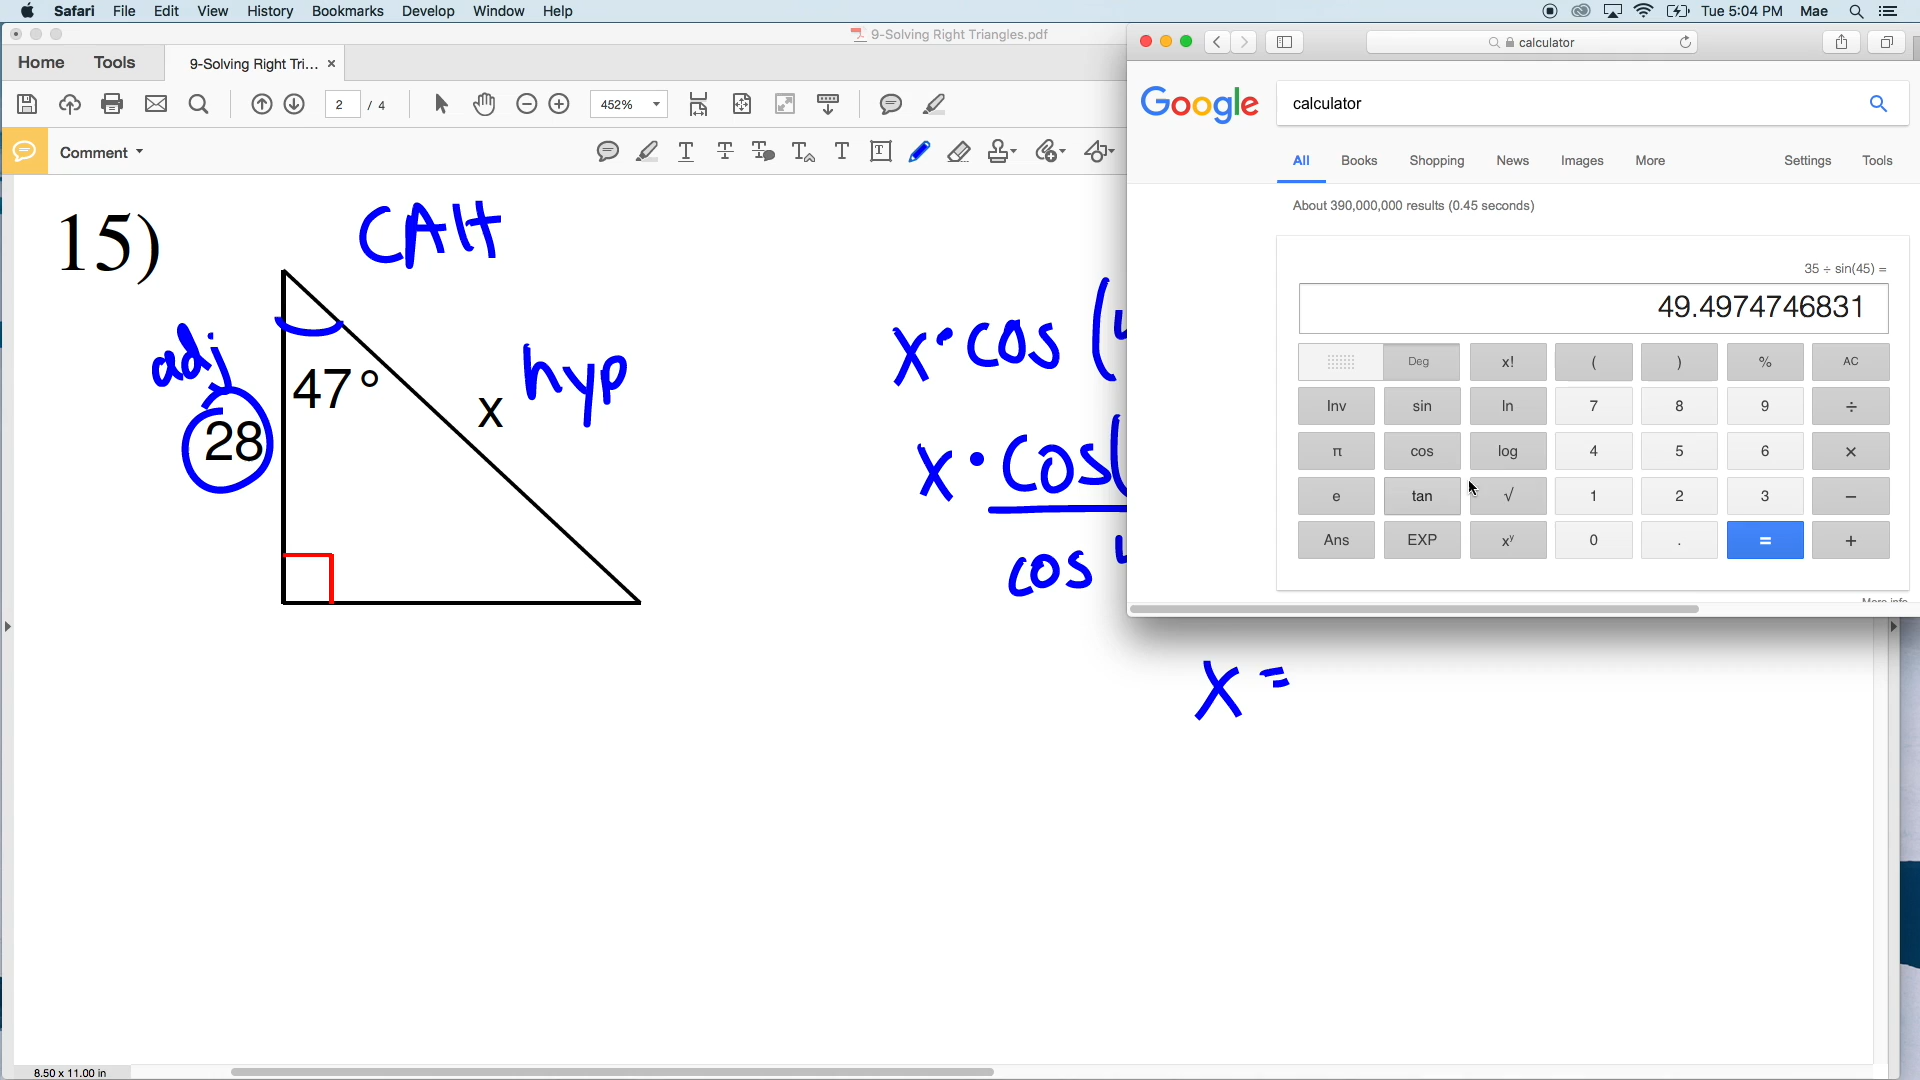 Safari File Edit View History Bookmarks Develop Window Help Tue 5:04 PM Mae
9-Solving Right Triangles.pdf
Home Tools 9-Solving Right Tri... ×
2 / 4 452%
Comment
calculator
Google calculator
All Books Shopping News Images More Settings Tools
About 390,000,000 results (0.45 seconds)
35 ÷ sin(45) =
49.4974746831
Deg x! ( ) % AC
Inv sin ln 7 8 9 ÷
π cos log 4 5 6 ×
e tan √ 1 2 3 −
Ans EXP xʸ 0 . = +
More info
15)
CAH
adj
47°
hyp
28
x
x·cos (4
x·cos(
cos 4
x =
8.50 x 11.00 in